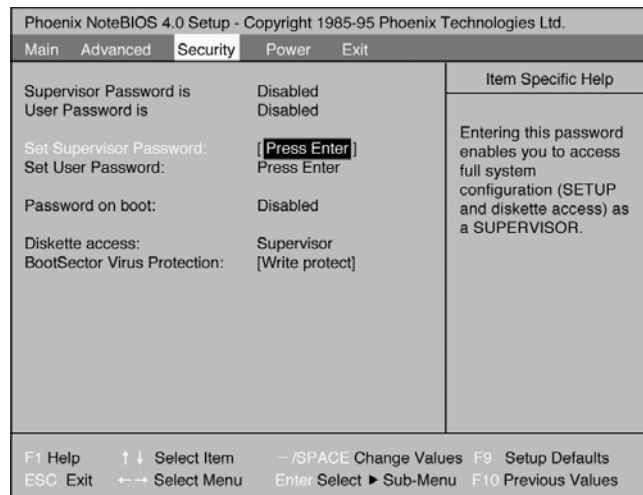 Phoenix NoteBIOS 4.0 Setup - Copyright 1985-95 Phoenix Technologies Ltd.
Main Advanced Security Power Exit
Supervisor Password is Disabled
User Password is Disabled
Set Supervisor Password: [ Press Enter ]
Set User Password: Press Enter
Password on boot: Disabled
Diskette access: Supervisor
BootSector Virus Protection: [Write protect]
Item Specific Help
Entering this password
enables you to access
full system
configuration (SETUP
and diskette access) as
a SUPERVISOR.
F1 Help ↑↓ Select Item – /SPACE Change Values F9 Setup Defaults
ESC Exit ←→ Select Menu Enter Select ▶ Sub-Menu F10 Previous Values